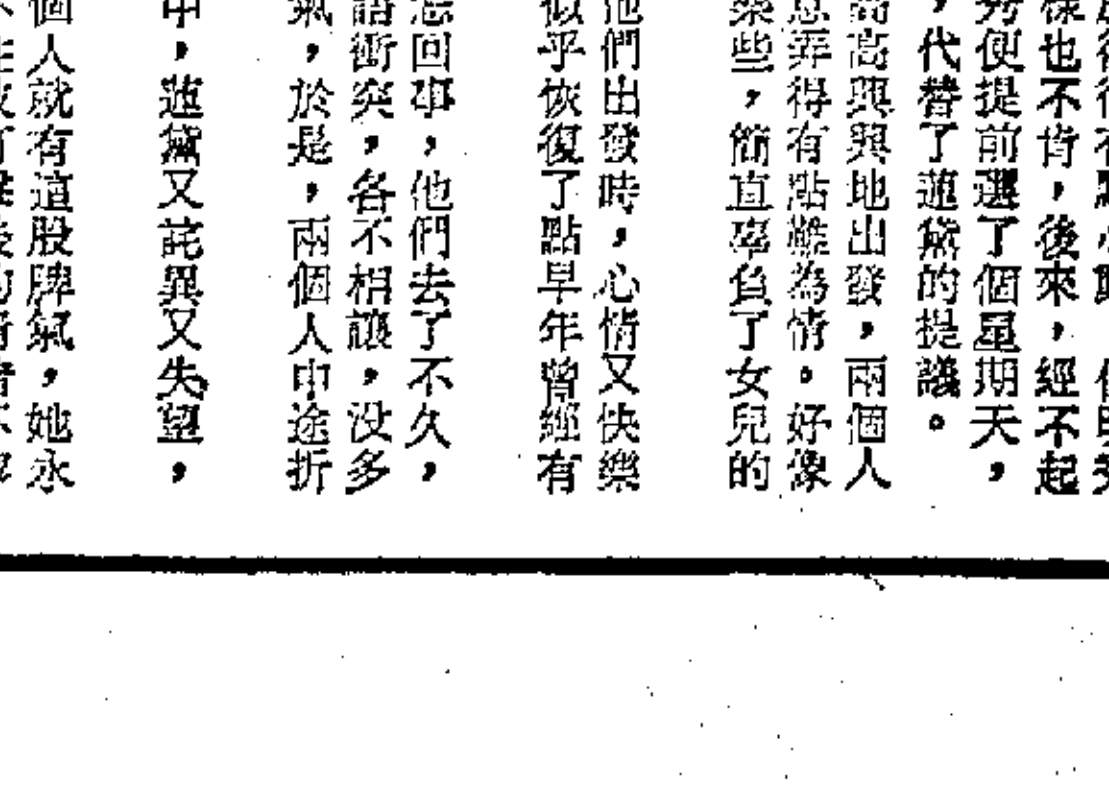 樣也不肯，後來，經不起
秀便提前選了個星期天，
，代替了蓮黛的提議。
高高興興地出發，兩個人
弄得有點難為情。好像
些，簡直辜負了女兒的
他們出發時，心情又快樂
似乎恢復了點早年曾經有
怎回事，他們去了不久，
語衝突，各不相讓，沒多
氣，於是，兩個人中途折
中，蓮黛又詫異又失望，
個人就有這股脾氣，她永